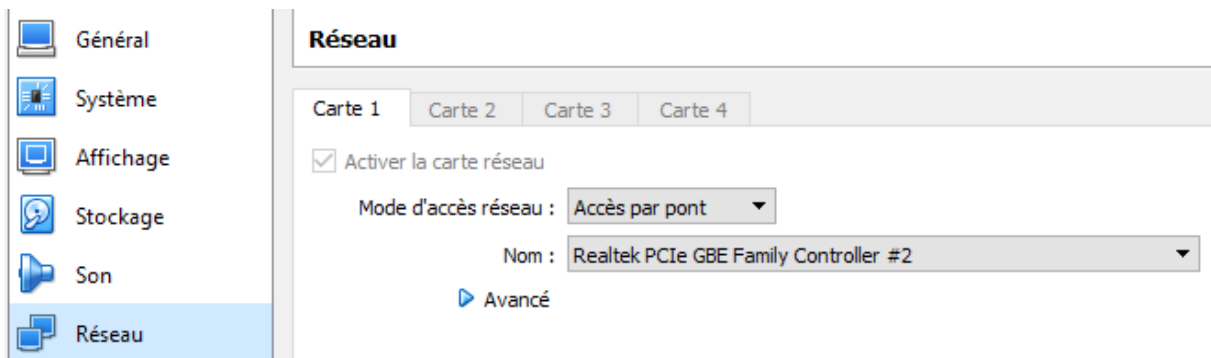 Général
Système
Affichage
Stockage
Son
Réseau
Réseau
Carte 1 Carte 2 Carte 3 Carte 4
Activer la carte réseau
Mode d'accès réseau : Accès par pont
Nom : Realtek PCIe GBE Family Controller #2
Avancé